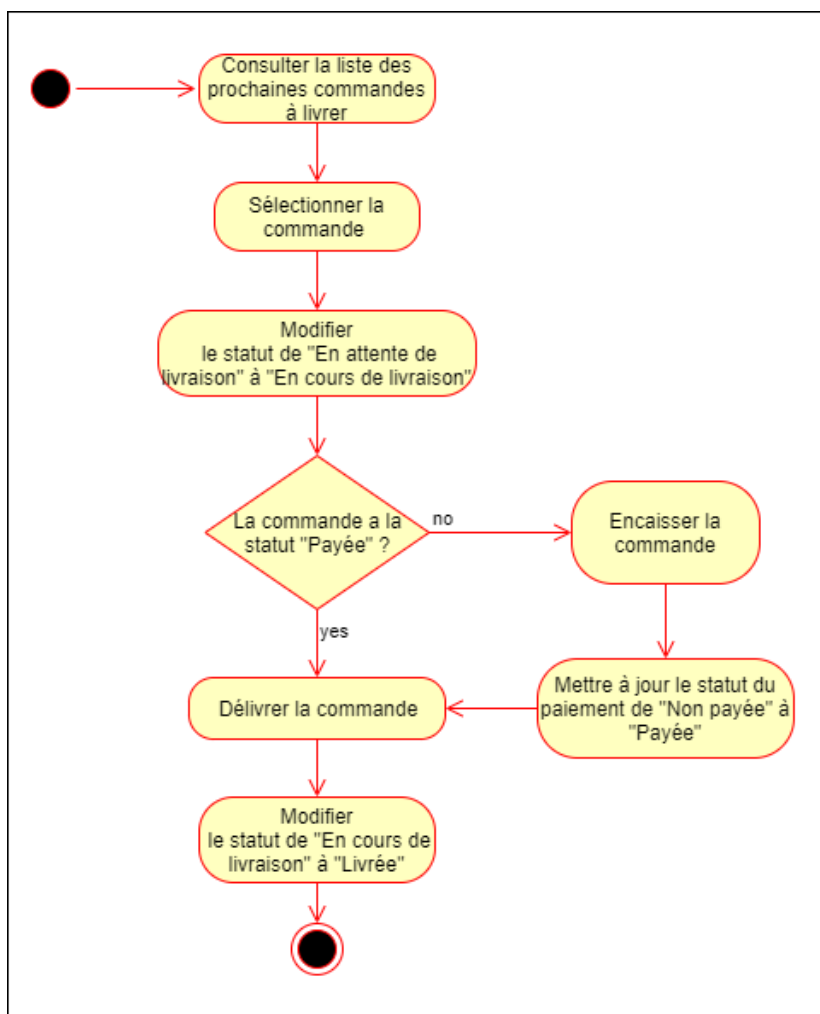 Consulter la liste des
prochaines commandes
à livrer
Sélectionner la
commande
Modifier
le statut de "En attente de
livraison" à "En cours de livraison"
La commande a la
statut "Payée" ?
no
Encaisser la
commande
yes
Délivrer la commande
Mettre à jour le statut du
paiement de "Non payée" à
"Payée"
Modifier
le statut de "En cours de
livraison" à "Livrée"